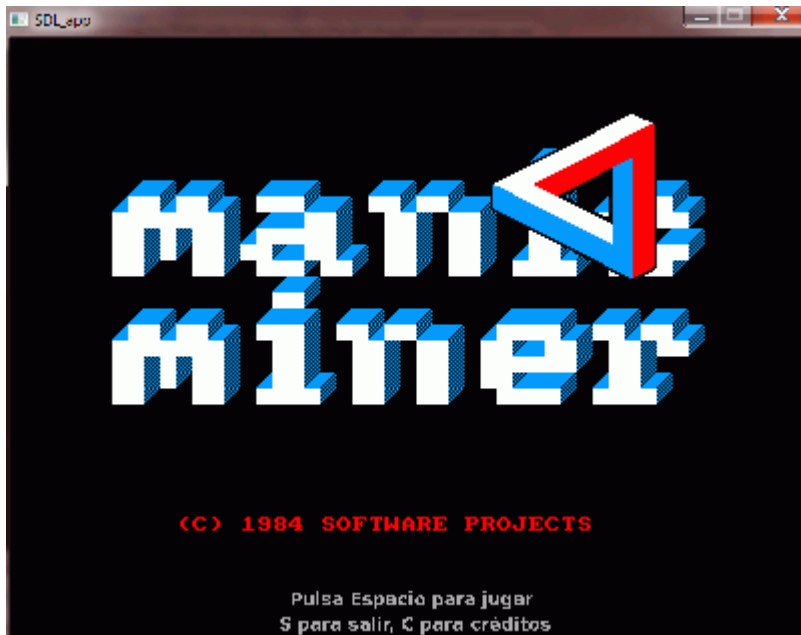 SDL_app
manic
miner
(C) 1984 SOFTWARE PROJECTS
Pulsa Espacio para jugar
S para salir, C para créditos